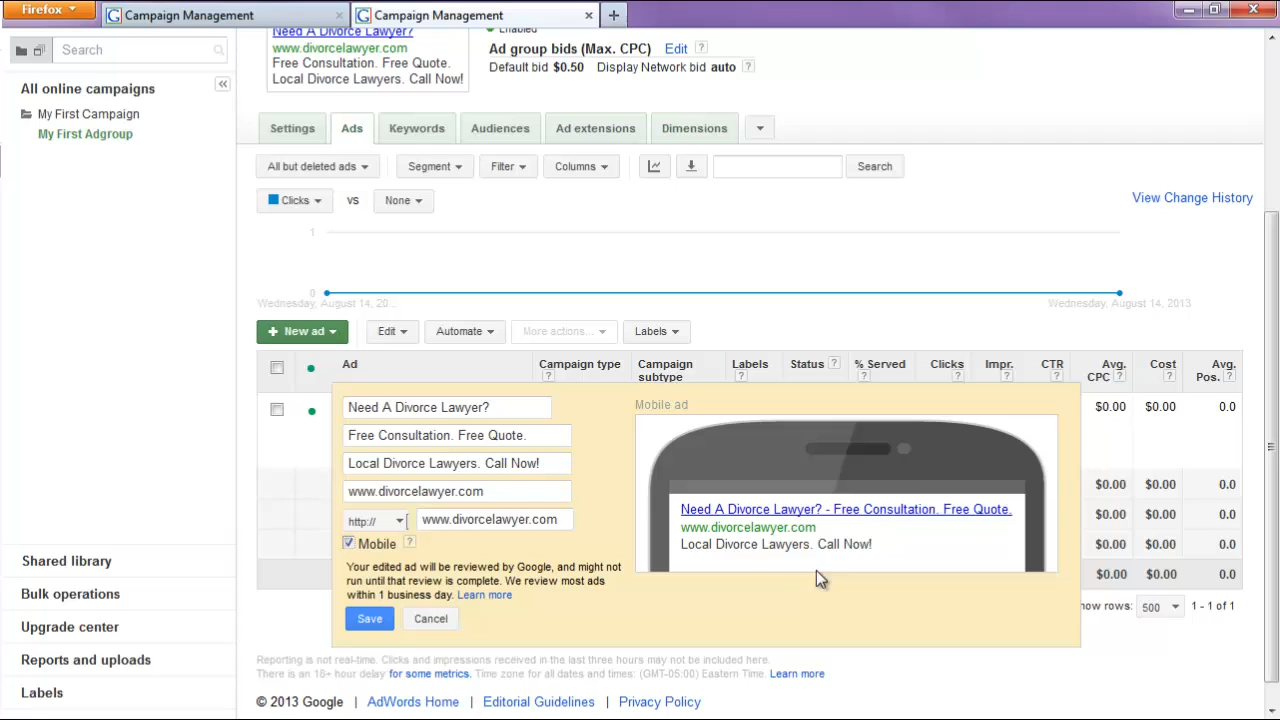 Firefox
Campaign Management
Campaign Management
Search
All online campaigns
My First Campaign
My First Adgroup
Need A Divorce Lawyer?
www.divorcelawyer.com
Free Consultation. Free Quote.
Local Divorce Lawyers. Call Now!
Enabled
Ad group bids (Max. CPC) Edit ?
Default bid $0.50 Display Network bid auto ?
Settings Ads Keywords Audiences Ad extensions Dimensions
All but deleted ads Segment Filter Columns Search
Clicks VS None
View Change History
1
0
Wednesday, August 14, 20...
Wednesday, August 14, 2013
+ New ad Edit Automate More actions... Labels
Ad
Campaign type ?
Campaign subtype ?
Labels ?
Status ?
% Served ?
Clicks ?
Impr. ?
CTR ?
Avg. CPC ?
Cost ?
Avg. Pos. ?
Need A Divorce Lawyer?
Free Consultation. Free Quote.
Local Divorce Lawyers. Call Now!
www.divorcelawyer.com
http:// www.divorcelawyer.com
Mobile ?
Your edited ad will be reviewed by Google, and might not
run until that review is complete. We review most ads
within 1 business day. Learn more
Save Cancel
Mobile ad
Need A Divorce Lawyer? - Free Consultation. Free Quote.
www.divorcelawyer.com
Local Divorce Lawyers. Call Now!
$0.00 $0.00 0.0
$0.00 $0.00 0.0
$0.00 $0.00 0.0
$0.00 $0.00 0.0
$0.00 $0.00 0.0
how rows: 500 1 - 1 of 1
Shared library
Bulk operations
Upgrade center
Reports and uploads
Labels
Reporting is not real-time. Clicks and impressions received in the last three hours may not be included here.
There is an 18+ hour delay for some metrics. Time zone for all dates and times: (GMT-05:00) Eastern Time. Learn more
© 2013 Google | AdWords Home | Editorial Guidelines | Privacy Policy